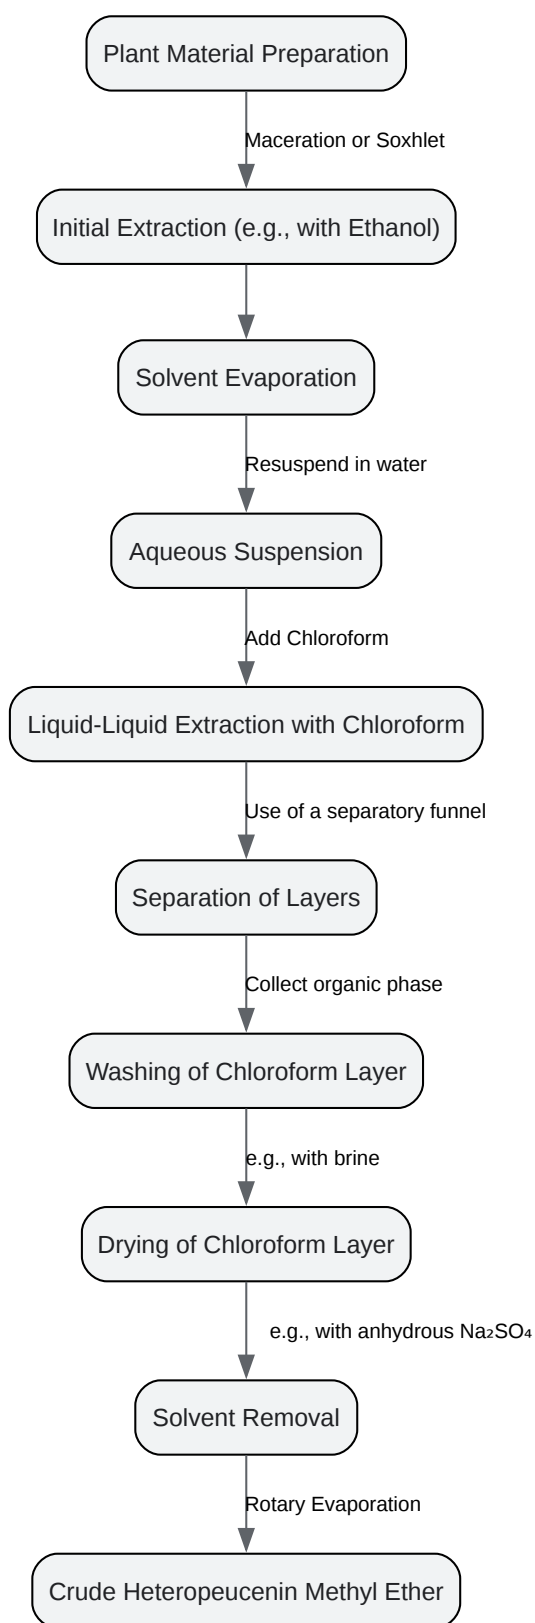 Plant Material Preparation
Maceration or Soxhlet
Initial Extraction (e.g., with Ethanol)
Solvent Evaporation
Resuspend in water
Aqueous Suspension
Add Chloroform
Liquid-Liquid Extraction with Chloroform
Use of a separatory funnel
Separation of Layers
Collect organic phase
Washing of Chloroform Layer
e.g., with brine
Drying of Chloroform Layer
e.g., with anhydrous Na₂SO₄
Solvent Removal
Rotary Evaporation
Crude Heteropeucenin Methyl Ether